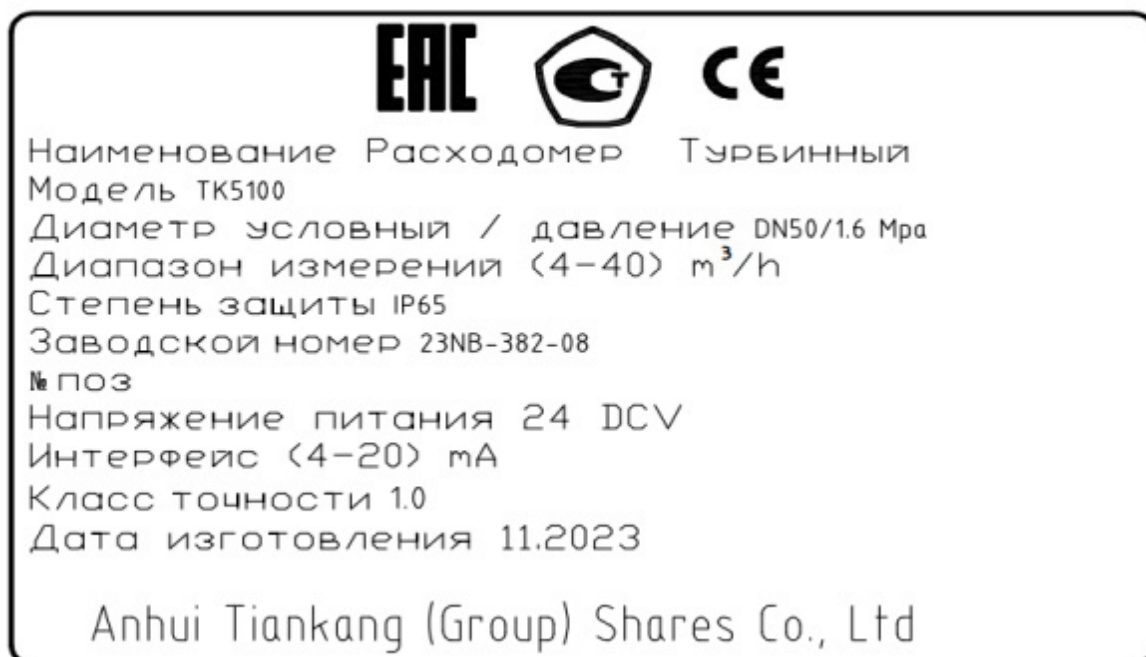 EAC T CE
Наименование Расходомер Турбинный
Модель TK5100
Диаметр условный / давление DN50/1.6 Mpa
Диапазон измерений (4-40) m³/h
Степень защиты IP65
Заводской номер 23NB-382-08
№ поз
Напряжение питания 24 DCV
Интерфейс (4-20) mA
Класс точности 1.0
Дата изготовления 11.2023
Anhui Tiankang (Group) Shares Co., Ltd